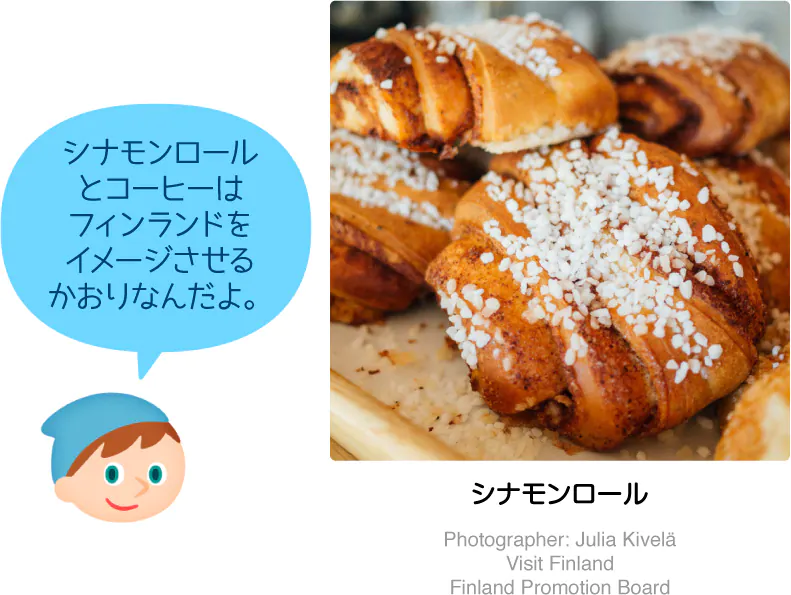 シナモンロール
とコーヒーは
フィンランドを
イメージさせる
かおりなんだよ。
シナモンロール
Photographer: Julia Kivelä
Visit Finland
Finland Promotion Board